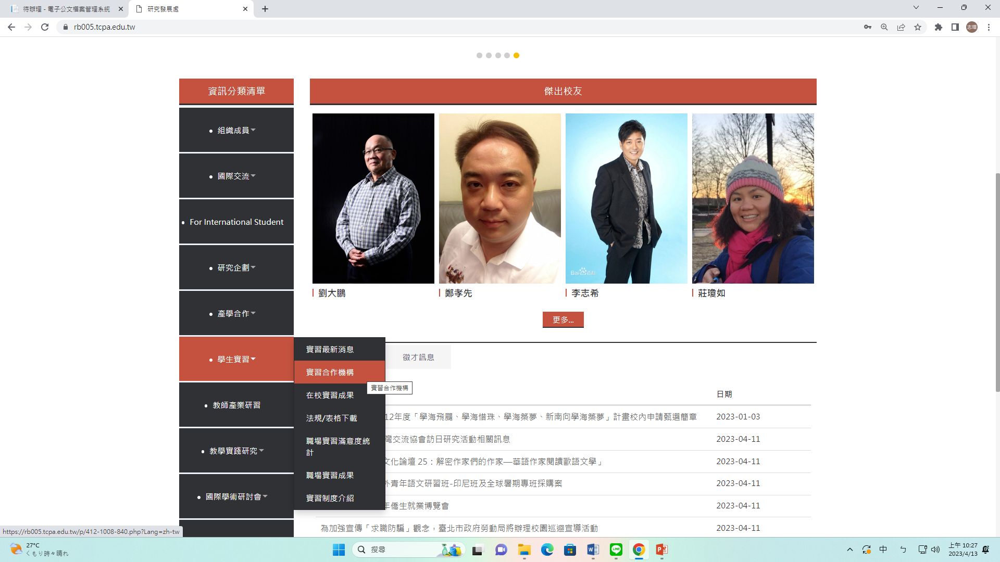 待辦理 - 電子公文檔案管理系統
研究發展處
rb005.tcpa.edu.tw
志環
資訊分類清單
傑出校友
組織成員
國際交流
For International Student
研究企劃
產學合作
學生實習
教師產業研習
教學實踐研究
國際學術研討會
Bai百科
劉大鵬
鄭孝先
李志希
莊瓊如
更多...
實習最新消息
實習合作機構
在校實習成果
法規/表格下載
職場實習滿意度統
計
職場實習成果
實習制度介紹
實習合作機構
徵才訊息
日期
12年度「學海飛颺、學海惜珠、學海築夢、新南向學海築夢」計畫校內申請甄選簡章 2023-01-03
灣交流協會訪日研究活動相關訊息 2023-04-11
文化論壇 25：解密作家們的作家—華語作家閱讀歐語文學」 2023-04-11
外青年語文研習班-印尼班及全球暑期專班採購案 2023-04-11
年僑生就業博覽會 2023-04-11
為加強宣傳「求職防騙」觀念，臺北市政府勞動局將辦理校園巡迴宣導活動 2023-04-11
https://rb005.tcpa.edu.tw/p/412-1008-840.php?Lang=zh-tw
27°C
くもり時々晴れ
搜尋
LINE
中
ㄅ
上午 10:27
2023/4/13